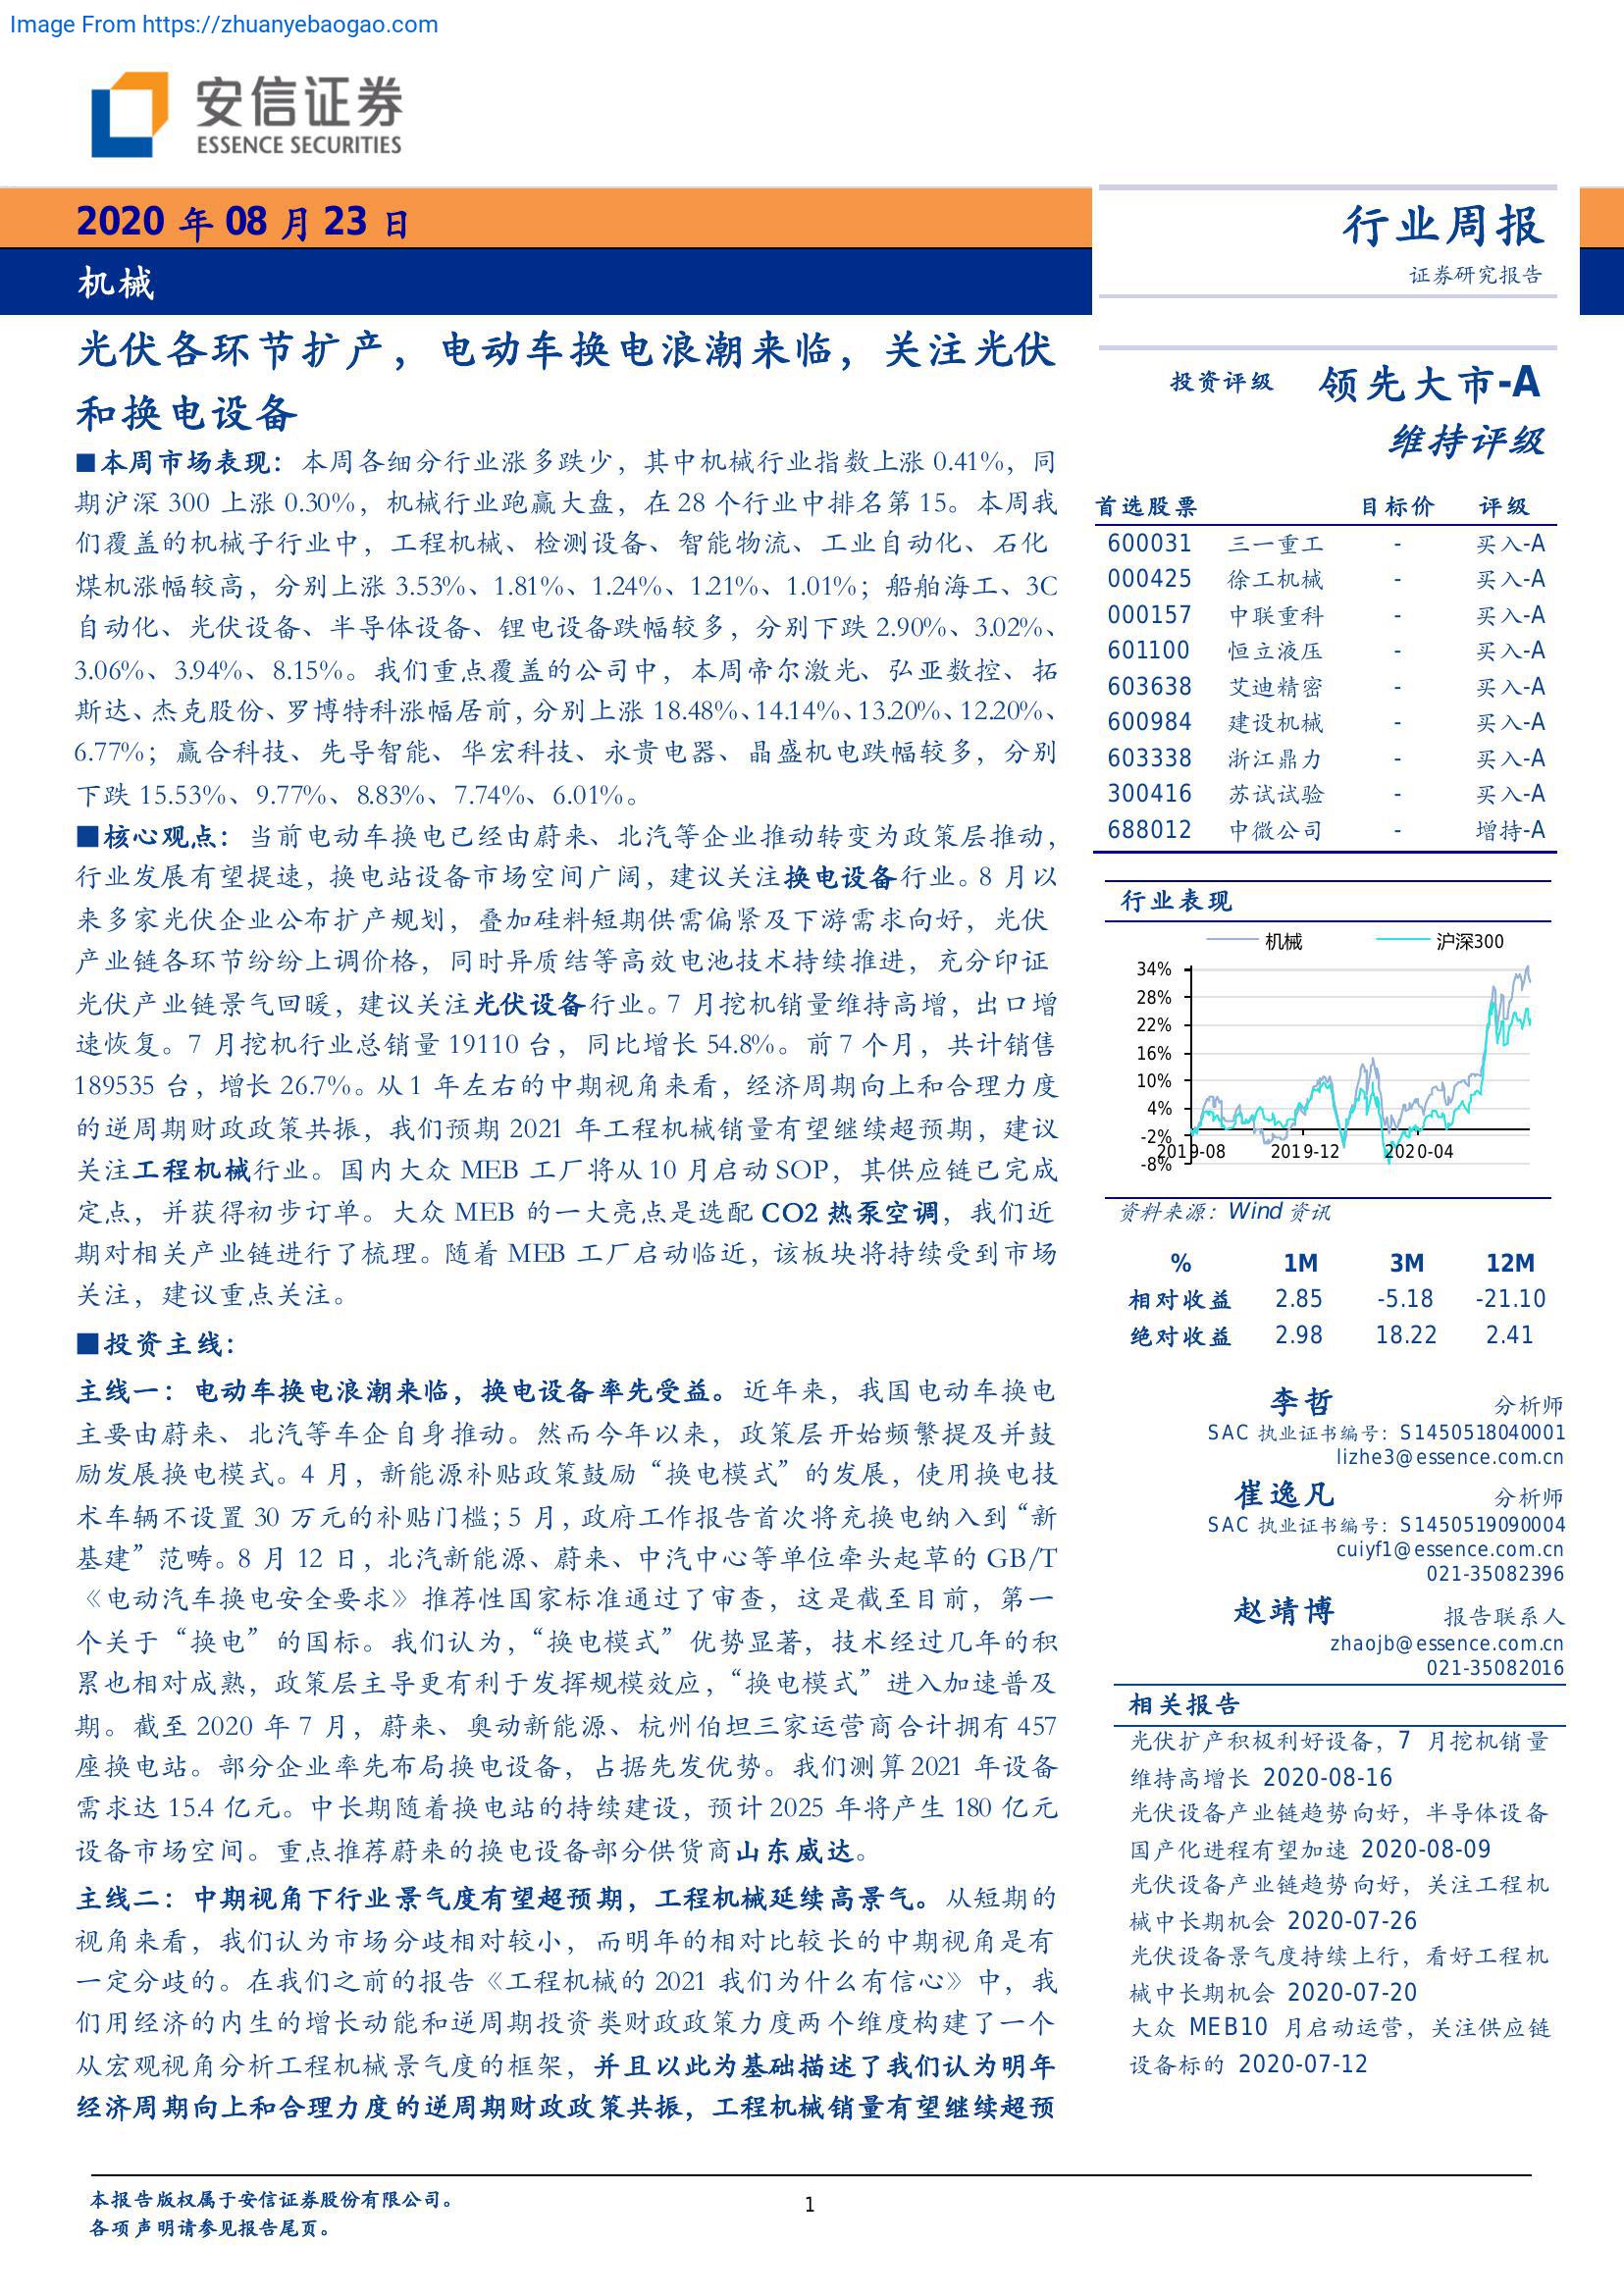 Image From https://zhuanyebaogao.com
安信证券
ESSENCE SECURITIES
2020 年 08 月 23 日
机械
行业周报
证券研究报告
光伏各环节扩产，电动车换电浪潮来临，关注光伏
和换电设备
■本周市场表现：本周各细分行业涨多跌少，其中机械行业指数上涨 0.41%，同
期沪深 300 上涨 0.30%，机械行业跑赢大盘，在 28 个行业中排名第 15。本周我
们覆盖的机械子行业中，工程机械、检测设备、智能物流、工业自动化、石化
煤机涨幅较高，分别上涨 3.53%、1.81%、1.24%、1.21%、1.01%；船舶海工、3C
自动化、光伏设备、半导体设备、锂电设备跌幅较多，分别下跌 2.90%、3.02%、
3.06%、3.94%、8.15%。我们重点覆盖的公司中，本周帝尔激光、弘亚数控、拓
斯达、杰克股份、罗博特科涨幅居前，分别上涨 18.48%、14.14%、13.20%、12.20%、
6.77%；赢合科技、先导智能、华宏科技、永贵电器、晶盛机电跌幅较多，分别
下跌 15.53%、9.77%、8.83%、7.74%、6.01%。
■核心观点：当前电动车换电已经由蔚来、北汽等企业推动转变为政策层推动，
行业发展有望提速，换电站设备市场空间广阔，建议关注换电设备行业。8 月以
来多家光伏企业公布扩产规划，叠加硅料短期供需偏紧及下游需求向好，光伏
产业链各环节纷纷上调价格，同时异质结等高效电池技术持续推进，充分印证
光伏产业链景气回暖，建议关注光伏设备行业。7 月挖机销量维持高增，出口增
速恢复。7 月挖机行业总销量 19110 台，同比增长 54.8%。前 7 个月，共计销售
189535 台，增长 26.7%。从 1 年左右的中期视角来看，经济周期向上和合理力度
的逆周期财政政策共振，我们预期 2021 年工程机械销量有望继续超预期，建议
关注工程机械行业。国内大众 MEB 工厂将从 10 月启动 SOP，其供应链已完成
定点，并获得初步订单。大众 MEB 的一大亮点是选配 CO2 热泵空调，我们近
期对相关产业链进行了梳理。随着 MEB 工厂启动临近，该板块将持续受到市场
关注，建议重点关注。
■投资主线：
主线一：电动车换电浪潮来临，换电设备率先受益。近年来，我国电动车换电
主要由蔚来、北汽等车企自身推动。然而今年以来，政策层开始频繁提及并鼓
励发展换电模式。4 月，新能源补贴政策鼓励“换电模式”的发展，使用换电技
术车辆不设置 30 万元的补贴门槛；5 月，政府工作报告首次将充换电纳入到“新
基建”范畴。8 月 12 日，北汽新能源、蔚来、中汽中心等单位牵头起草的 GB/T
《电动汽车换电安全要求》推荐性国家标准通过了审查，这是截至目前，第一
个关于“换电”的国标。我们认为，“换电模式”优势显著，技术经过几年的积
累也相对成熟，政策层主导更有利于发挥规模效应，“换电模式”进入加速普及
期。截至 2020 年 7 月，蔚来、奥动新能源、杭州伯坦三家运营商合计拥有 457
座换电站。部分企业率先布局换电设备，占据先发优势。我们测算 2021 年设备
需求达 15.4 亿元。中长期随着换电站的持续建设，预计 2025 年将产生 180 亿元
设备市场空间。重点推荐蔚来的换电设备部分供货商山东威达。
主线二：中期视角下行业景气度有望超预期，工程机械延续高景气。从短期的
视角来看，我们认为市场分歧相对较小，而明年的相对比较长的中期视角是有
一定分歧的。在我们之前的报告《工程机械的 2021 我们为什么有信心》中，我
们用经济的内生的增长动能和逆周期投资类财政政策力度两个维度构建了一个
从宏观视角分析工程机械景气度的框架，并且以此为基础描述了我们认为明年
经济周期向上和合理力度的逆周期财政政策共振，工程机械销量有望继续超预
投资评级 领先大市-A
维持评级
首选股票 目标价 评级
600031 三一重工 - 买入-A
000425 徐工机械 - 买入-A
000157 中联重科 - 买入-A
601100 恒立液压 - 买入-A
603638 艾迪精密 - 买入-A
600984 建设机械 - 买入-A
603338 浙江鼎力 - 买入-A
300416 苏试试验 - 买入-A
688012 中微公司 - 增持-A
行业表现
机械 沪深300
34%
28%
22%
16%
10%
4%
-2%
-8%
2019-08 2019-12 2020-04
资料来源：Wind 资讯
% 1M 3M 12M
相对收益 2.85 -5.18 -21.10
绝对收益 2.98 18.22 2.41
李哲 分析师
SAC 执业证书编号：S1450518040001
lizhe3@essence.com.cn
崔逸凡 分析师
SAC 执业证书编号：S1450519090004
cuiyf1@essence.com.cn
021-35082396
赵靖博 报告联系人
zhaojb@essence.com.cn
021-35082016
相关报告
光伏扩产积极利好设备，7 月挖机销量
维持高增长 2020-08-16
光伏设备产业链趋势向好，半导体设备
国产化进程有望加速 2020-08-09
光伏设备产业链趋势向好，关注工程机
械中长期机会 2020-07-26
光伏设备景气度持续上行，看好工程机
械中长期机会 2020-07-20
大众 MEB10 月启动运营，关注供应链
设备标的 2020-07-12
本报告版权属于安信证券股份有限公司。
各项声明请参见报告尾页。
1